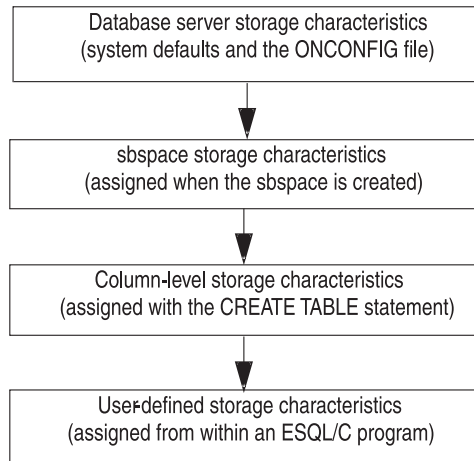 Database server storage characteristics
(system defaults and the ONCONFIG file)
sbspace storage characteristics
(assigned when the sbspace is created)
Column-level storage characteristics
(assigned with the CREATE TABLE statement)
User-defined storage characteristics
(assigned from within an ESQL/C program)